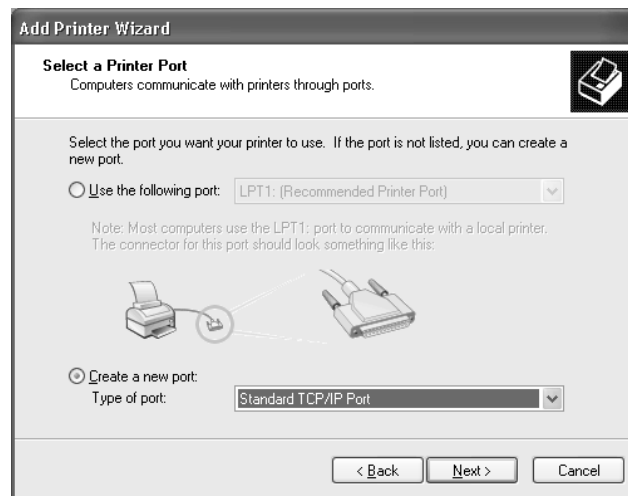 Add Printer Wizard
Select a Printer Port
Computers communicate with printers through ports.
Select the port you want your printer to use. If the port is not listed, you can create a
new port.
Use the following port: LPT1: (Recommended Printer Port)
Note: Most computers use the LPT1: port to communicate with a local printer.
The connector for this port should look something like this:
Create a new port:
Type of port: Standard TCP/IP Port
< Back Next > Cancel